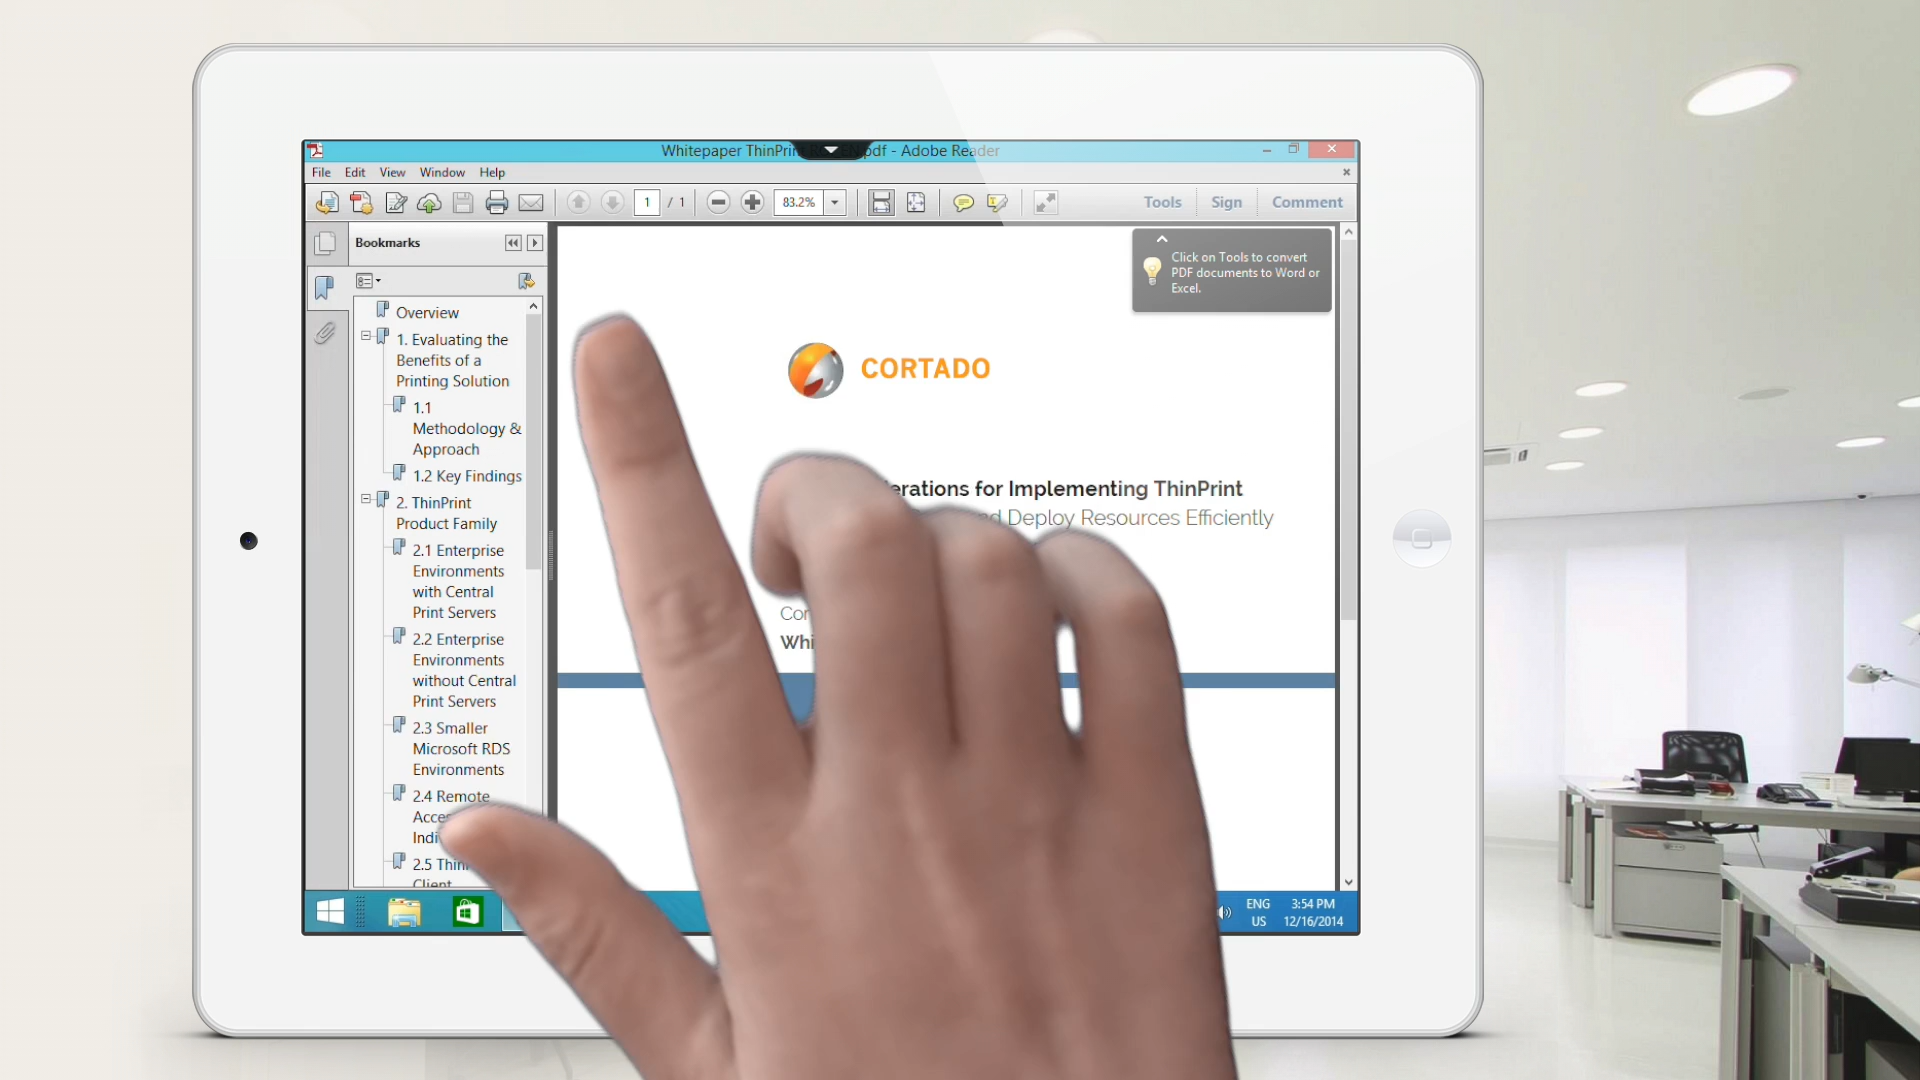 Whitepaper ThinPrint pdf - Adobe Reader
File Edit View Window Help
1 / 1 83.2% Tools Sign Comment
Bookmarks
Click on Tools to convert
PDF documents to Word or
Excel.
Overview
1. Evaluating the
Benefits of a
Printing Solution
1.1
Methodology &
Approach
1.2 Key Findings
2. ThinPrint
Product Family
2.1 Enterprise
Environments
with Central
Print Servers
2.2 Enterprise
Environments
without Central
Print Servers
2.3 Smaller
Microsoft RDS
Environments
2.4 Remote
2.5
Client
CORTADO
for Implementing ThinPrint
Deploy Resources Efficiently
ENG 3:54 PM
US 12/16/2014